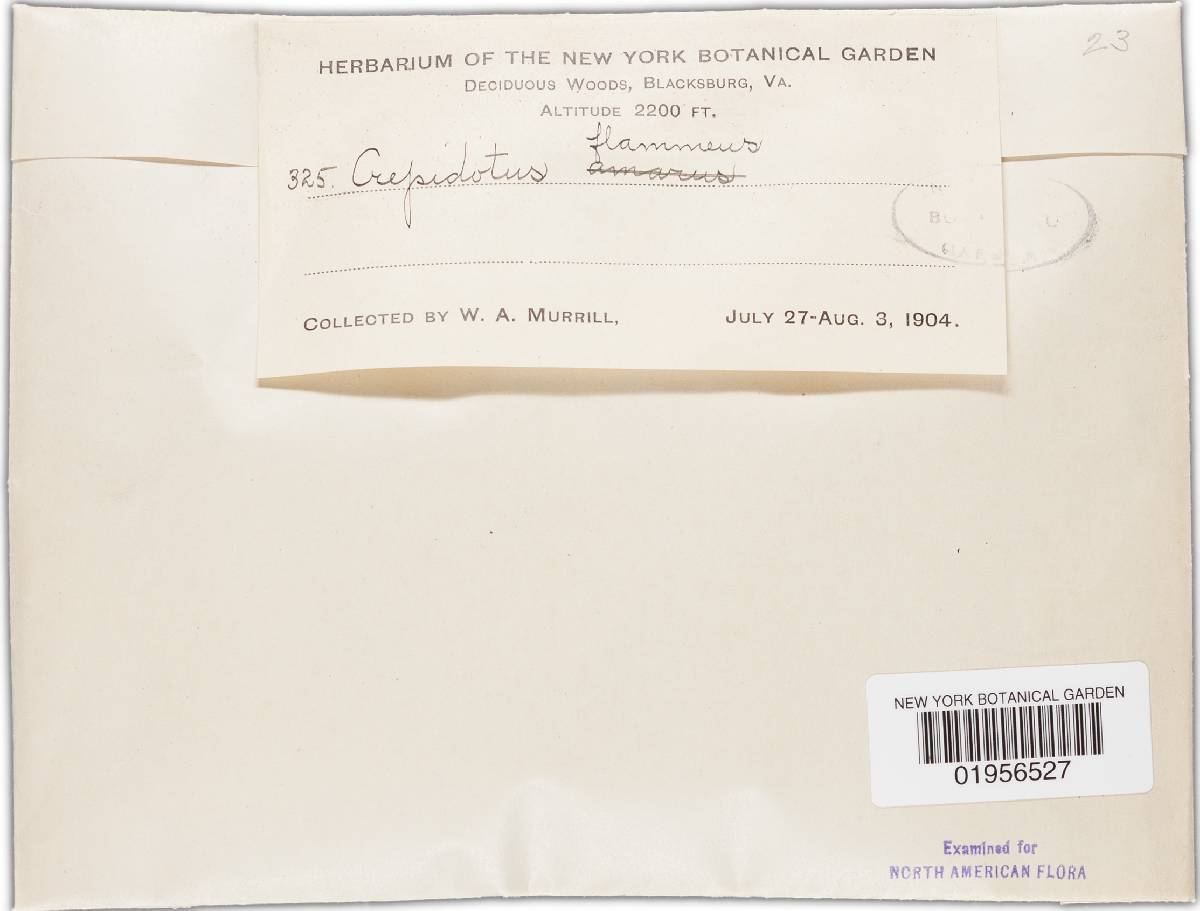 23
HERBARIUM OF THE NEW YORK BOTANICAL GARDEN
DECIDUOUS WOODS, BLACKSBURG, VA.
ALTITUDE 2200 FT.
flammeus
325. Crepidotus amarus
COLLECTED BY W. A. MURRILL, JULY 27-AUG. 3, 1904.
NEW YORK BOTANICAL GARDEN
01956527
Examined for
NORTH AMERICAN FLORA